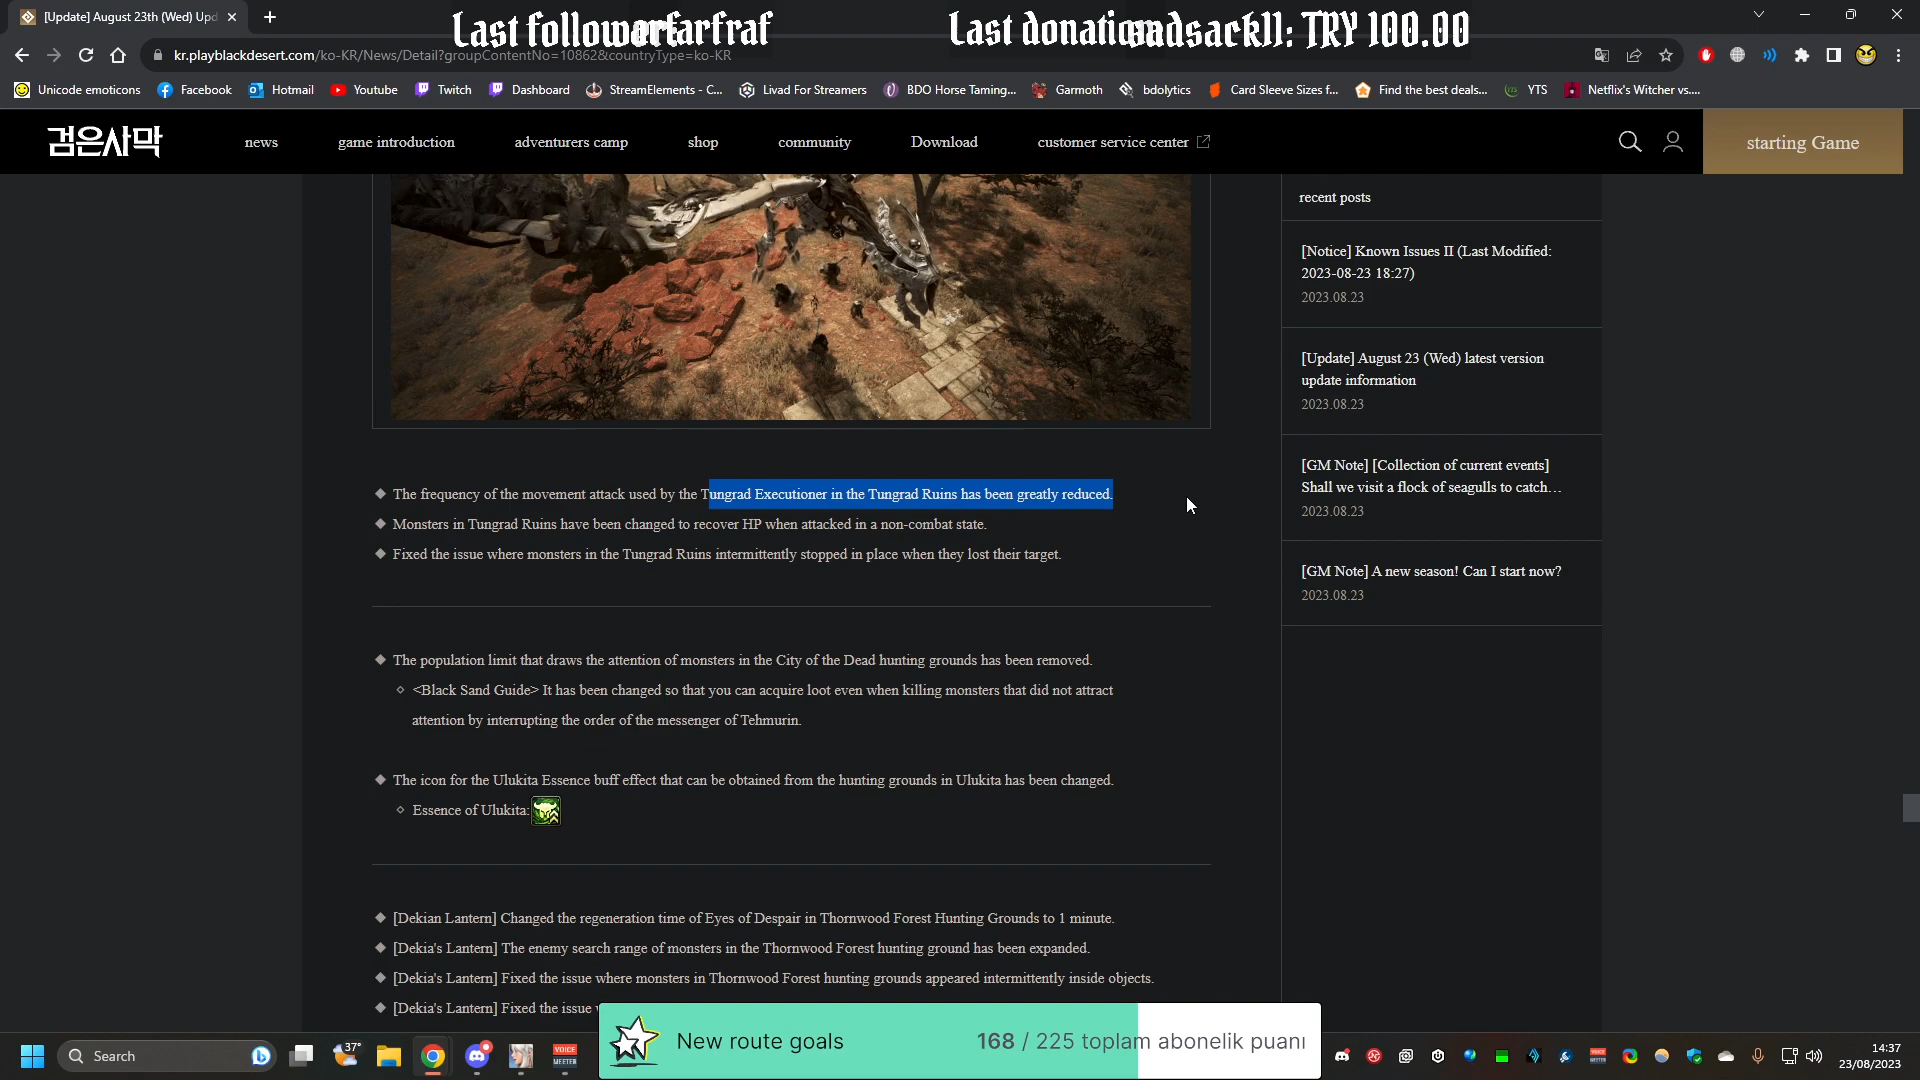 [Update] August 23th (Wed) Upd
Last follower
arfarfraf
Last donation
sadsackll: TRY 100.00
kr.playblackdesert.com/ko-KR/News/Detail?groupContentNo=10862&countryType=ko-KR
Unicode emoticons
Facebook
Hotmail
Youtube
Twitch
Dashboard
StreamElements - C...
Livad For Streamers
BDO Horse Taming...
Garmoth
bdolytics
Card Sleeve Sizes f...
Find the best deals...
YTS
Netflix's Witcher vs....
검은사막
news
game introduction
adventurers camp
shop
community
Download
customer service center
starting Game
The frequency of the movement attack used by the Tungrad Executioner in the Tungrad Ruins has been greatly reduced.
Monsters in Tungrad Ruins have been changed to recover HP when attacked in a non-combat state.
Fixed the issue where monsters in the Tungrad Ruins intermittently stopped in place when they lost their target.
The population limit that draws the attention of monsters in the City of the Dead hunting grounds has been removed.
<Black Sand Guide> It has been changed so that you can acquire loot even when killing monsters that did not attract
attention by interrupting the order of the messenger of Tehmurin.
The icon for the Ulukita Essence buff effect that can be obtained from the hunting grounds in Ulukita has been changed.
Essence of Ulukita:
[Dekian Lantern] Changed the regeneration time of Eyes of Despair in Thornwood Forest Hunting Grounds to 1 minute.
[Dekia's Lantern] The enemy search range of monsters in the Thornwood Forest hunting ground has been expanded.
[Dekia's Lantern] Fixed the issue where monsters in Thornwood Forest hunting grounds appeared intermittently inside objects.
[Dekia's Lantern] Fixed the issue
recent posts
[Notice] Known Issues II (Last Modified:
2023-08-23 18:27)
2023.08.23
[Update] August 23 (Wed) latest version
update information
2023.08.23
[GM Note] [Collection of current events]
Shall we visit a flock of seagulls to catch...
2023.08.23
[GM Note] A new season! Can I start now?
2023.08.23
New route goals
168 / 225 toplam abonelik puanı
Search
37°
VOICE
MEETER
14:37
23/08/2023